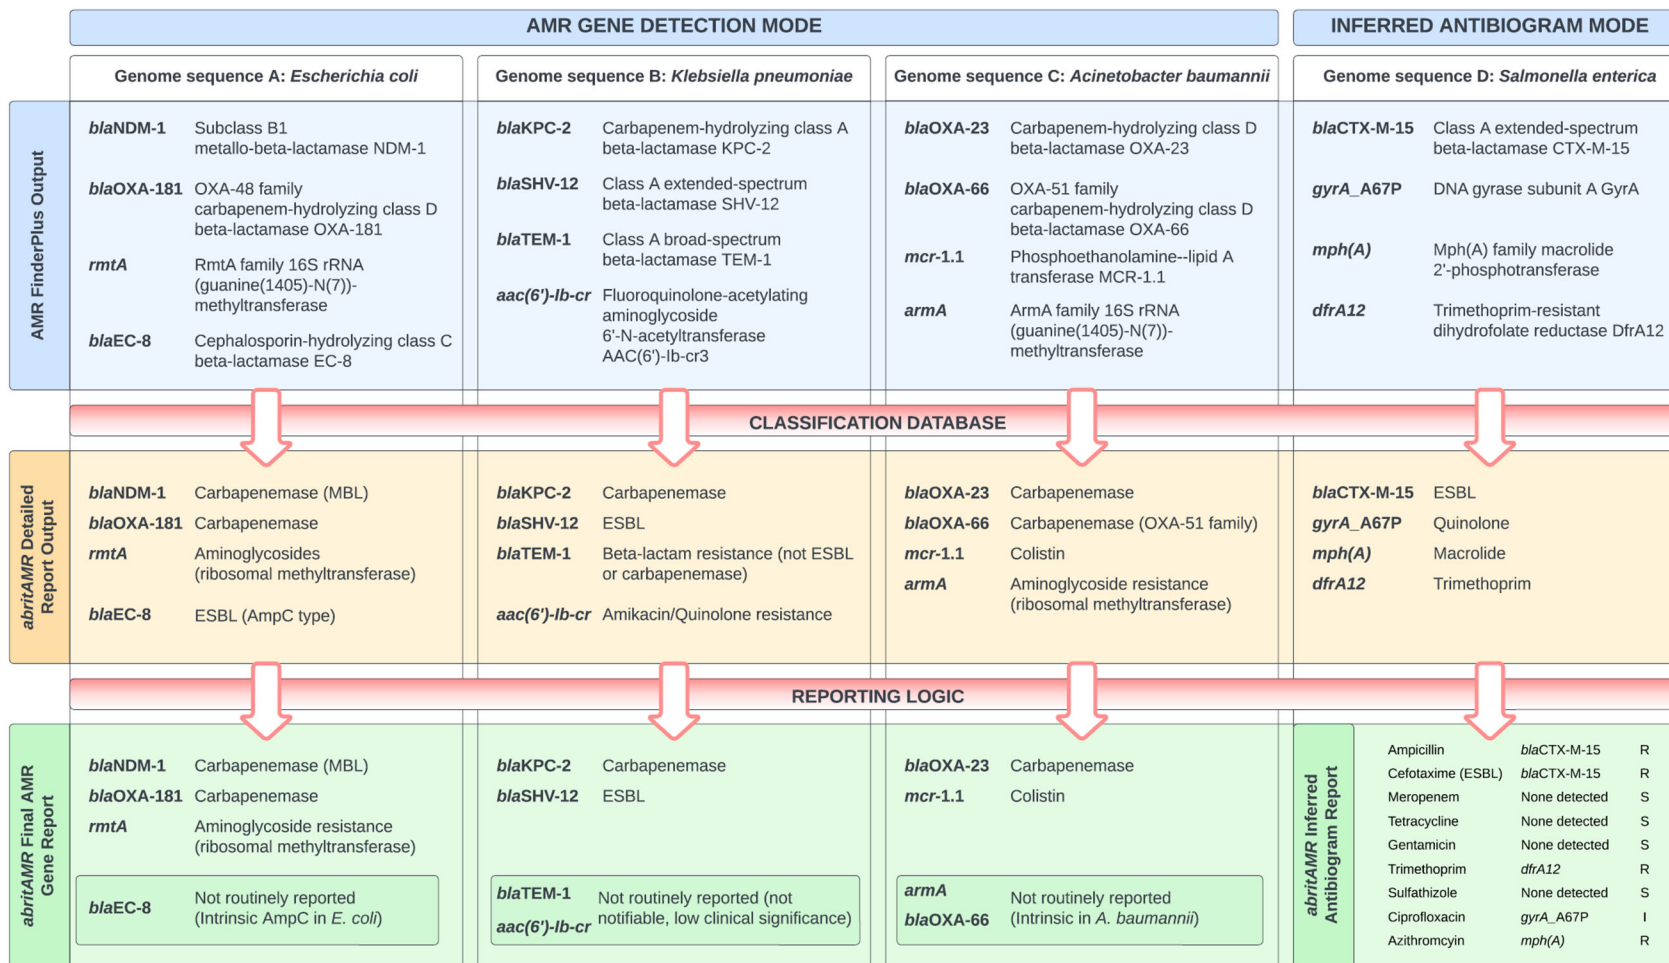 AMR GENE DETECTION MODE
INFERRED ANTIBIOGRAM MODE
Genome sequence A: Escherichia coli
Genome sequence B: Klebsiella pneumoniae
Genome sequence C: Acinetobacter baumannii
Genome sequence D: Salmonella enterica
AMR FinderPlus Output
blaNDM-1 Subclass B1
metallo-beta-lactamase NDM-1
blaOXA-181 OXA-48 family
carbapenem-hydrolyzing class D
beta-lactamase OXA-181
rmtA RmtA family 16S rRNA
(guanine(1405)-N(7))-
methyltransferase
blaEC-8 Cephalosporin-hydrolyzing class C
beta-lactamase EC-8
blaKPC-2 Carbapenem-hydrolyzing class A
beta-lactamase KPC-2
blaSHV-12 Class A extended-spectrum
beta-lactamase SHV-12
blaTEM-1 Class A broad-spectrum
beta-lactamase TEM-1
aac(6')-Ib-cr Fluoroquinolone-acetylating
aminoglycoside
6'-N-acetyltransferase
AAC(6')-Ib-cr3
blaOXA-23 Carbapenem-hydrolyzing class D
beta-lactamase OXA-23
blaOXA-66 OXA-51 family
carbapenem-hydrolyzing class D
beta-lactamase OXA-66
mcr-1.1 Phosphoethanolamine--lipid A
transferase MCR-1.1
armA ArmA family 16S rRNA
(guanine(1405)-N(7))-
methyltransferase
blaCTX-M-15 Class A extended-spectrum
beta-lactamase CTX-M-15
gyrA_A67P DNA gyrase subunit A GyrA
mph(A) Mph(A) family macrolide
2'-phosphotransferase
dfrA12 Trimethoprim-resistant
dihydrofolate reductase DfrA12
CLASSIFICATION DATABASE
abritAMR Detailed
Report Output
blaNDM-1 Carbapenemase (MBL)
blaOXA-181 Carbapenemase
rmtA Aminoglycosides
(ribosomal methyltransferase)
blaEC-8 ESBL (AmpC type)
blaKPC-2 Carbapenemase
blaSHV-12 ESBL
blaTEM-1 Beta-lactam resistance (not ESBL
or carbapenemase)
aac(6')-Ib-cr Amikacin/Quinolone resistance
blaOXA-23 Carbapenemase
blaOXA-66 Carbapenemase (OXA-51 family)
mcr-1.1 Colistin
armA Aminoglycoside resistance
(ribosomal methyltransferase)
blaCTX-M-15 ESBL
gyrA_A67P Quinolone
mph(A) Macrolide
dfrA12 Trimethoprim
REPORTING LOGIC
abritAMR Final AMR
Gene Report
blaNDM-1 Carbapenemase (MBL)
blaOXA-181 Carbapenemase
rmtA Aminoglycoside resistance
(ribosomal methyltransferase)
blaEC-8 Not routinely reported
(Intrinsic AmpC in E. coli)
blaKPC-2 Carbapenemase
blaSHV-12 ESBL
blaTEM-1 Not routinely reported (not
aac(6')-Ib-cr notifiable, low clinical significance)
blaOXA-23 Carbapenemase
mcr-1.1 Colistin
armA Not routinely reported
blaOXA-66 (Intrinsic in A. baumannii)
abritAMR Inferred
Antibiogram Report
Ampicillin blaCTX-M-15 R
Cefotaxime (ESBL) blaCTX-M-15 R
Meropenem None detected S
Tetracycline None detected S
Gentamicin None detected S
Trimethoprim dfrA12 R
Sulfathizole None detected S
Ciprofloxacin gyrA_A67P I
Azithromcyin mph(A) R